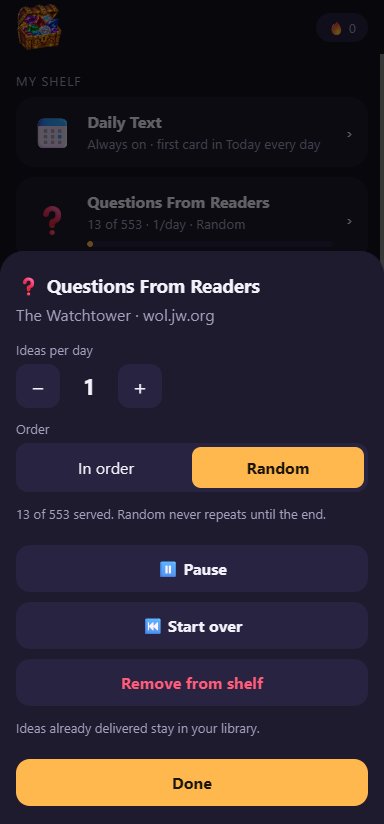 0
MY SHELF
Daily Text
Always on · first card in Today every day
Questions From Readers
13 of 553 · 1/day · Random
Questions From Readers
The Watchtower · wol.jw.org
Ideas per day
− 1 +
Order
In order Random
13 of 553 served. Random never repeats until the end.
Pause
Start over
Remove from shelf
Ideas already delivered stay in your library.
Done